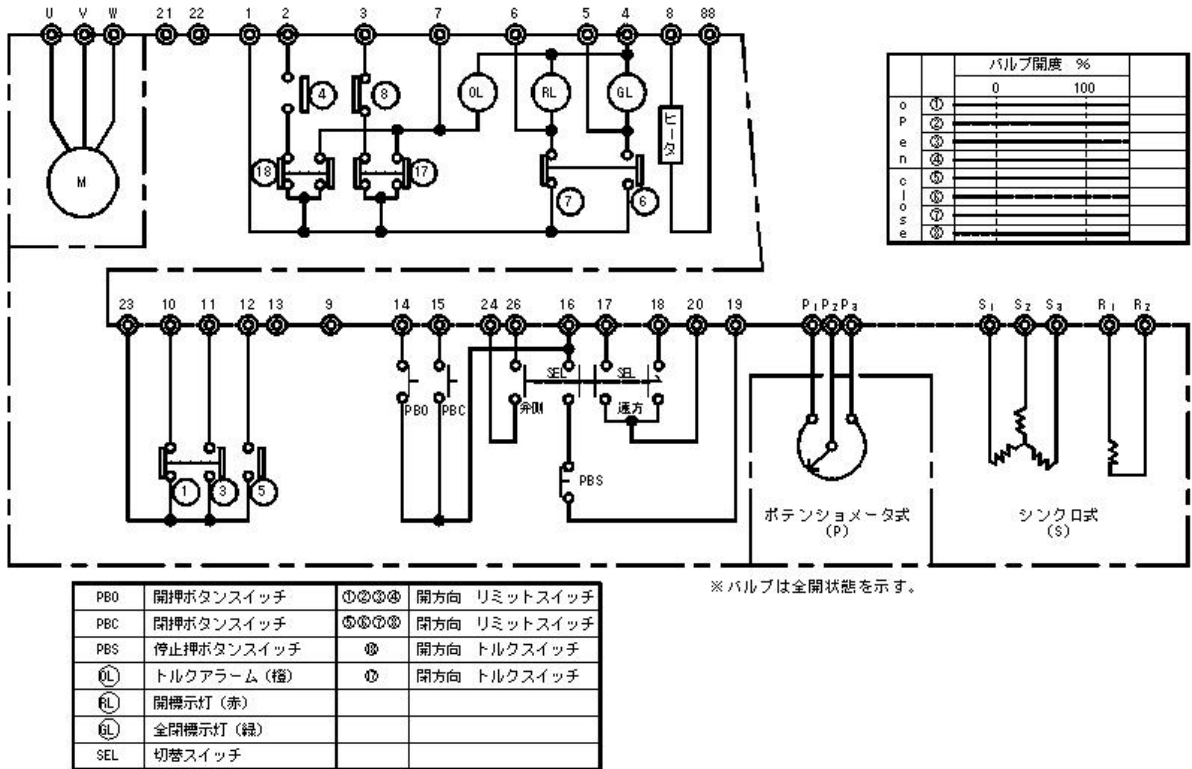 U V W 21 22 1 2 3 7 6 5 4 8 88
バルブ開度 %
0 100
④ ⑧ OL RL GL
ヒータ
o ①
P ②
e ③
n ④
c ⑤
l ⑥
o ⑦
s
e ⑧
M
⑱ ⑰
⑦ ⑥
23 10 11 12 13 9 14 15 24 26 16 17 18 20 19 P1 P2 P3 S1 S2 S3 R1 R2
SEL SEL
PBO PBC 弁側 遠方
PBS
① ③ ⑤
ポテンショメータ式
(P)
シンクロ式
(S)
※バルブは全開状態を示す。
PBO 開押ボタンスイッチ ①②③④ 開方向 リミットスイッチ
PBC 閉押ボタンスイッチ ⑤⑥⑦⑧ 閉方向 リミットスイッチ
PBS 停止押ボタンスイッチ ⑱ 開方向 トルクスイッチ
OL トルクアラーム(橙) ⑰ 閉方向 トルクスイッチ
RL 開標示灯(赤)
GL 全閉標示灯(緑)
SEL 切替スイッチ